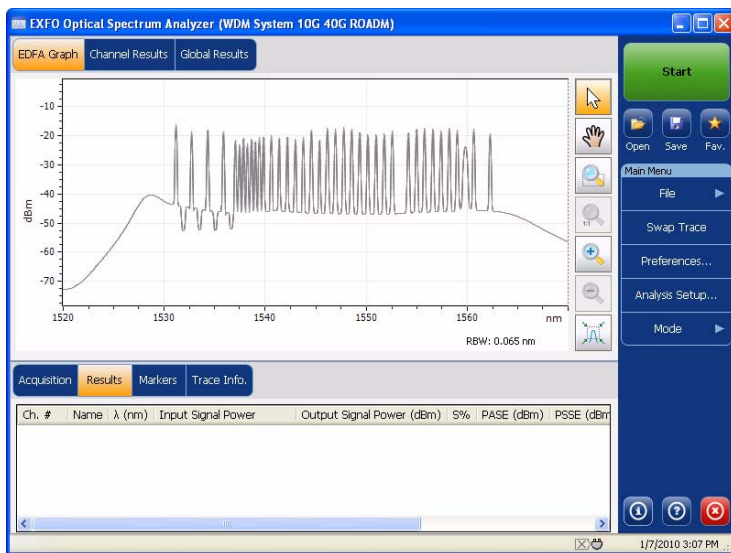 EXFO Optical Spectrum Analyzer (WDM System 10G 40G ROADM)
EDFA Graph Channel Results Global Results
Start
Open Save Fav.
Main Menu
File
Swap Trace
Preferences...
Analysis Setup...
Mode
-10
-20
-30
-40
-50
-60
-70
dBm
1520 1530 1540 1550 1560 nm
RBW: 0.065 nm
1:1
Acquisition Results Markers Trace Info.
Ch. # Name λ (nm) Input Signal Power Output Signal Power (dBm) S% PASE (dBm) PSSE (dBm
1/7/2010 3:07 PM